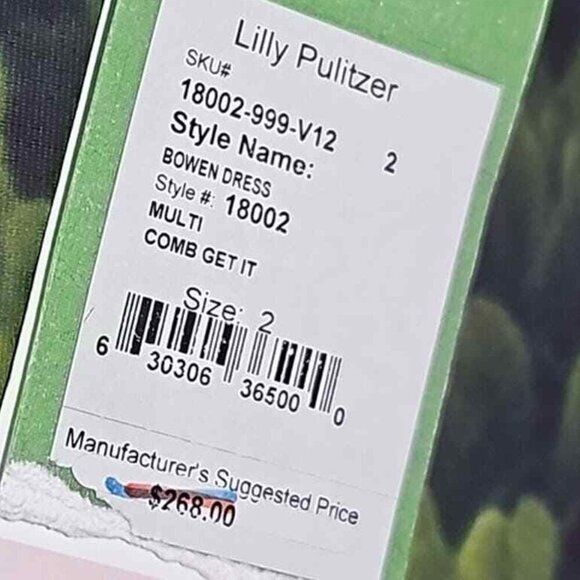 Lilly Pulitzer
SKU#
18002-999-V12 2
Style Name:
BOWEN DRESS
Style #: 18002
MULTI
COMB GET IT
Size: 2
6 30306 36500 0
Manufacturer's Suggested Price
$268.00